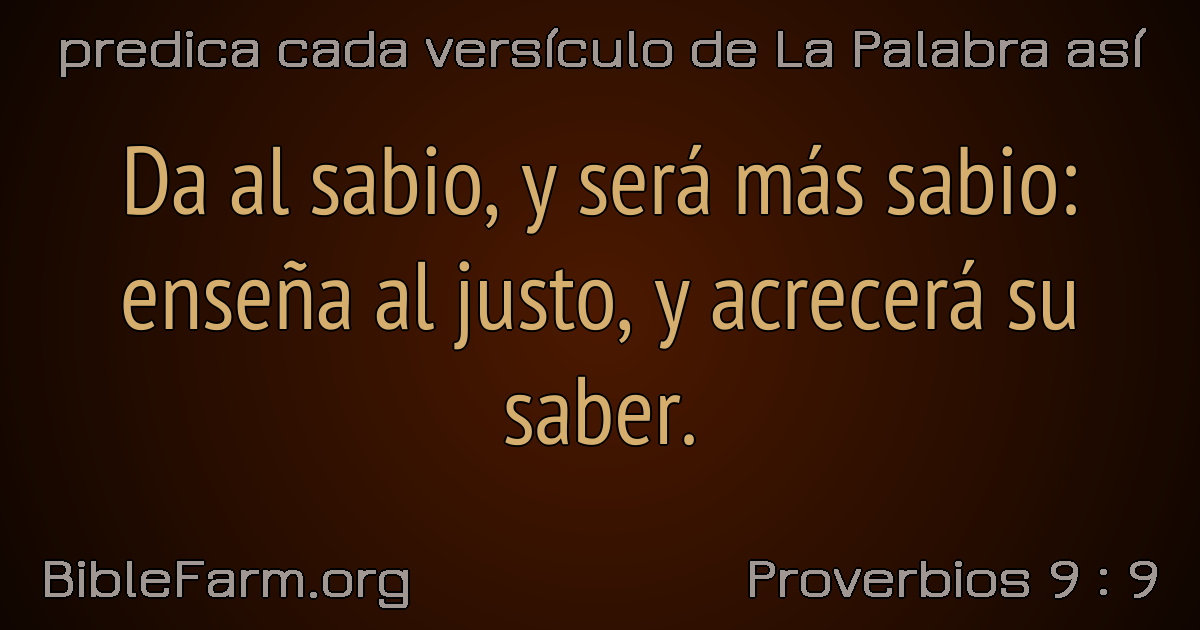 predica cada versículo de La Palabra así
Da al sabio, y será más sabio:
enseña al justo, y acrecerá su
saber.
BibleFarm.org
Proverbios 9 : 9